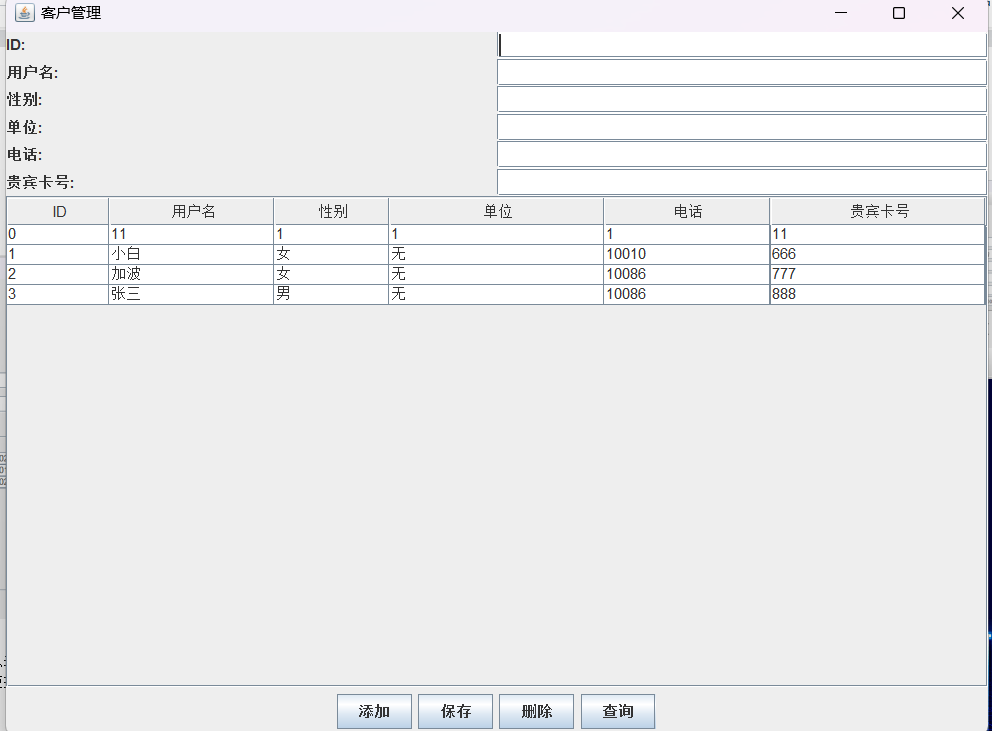 客户管理
ID:
用户名:
性别:
单位:
电话:
贵宾卡号:
ID 用户名 性别 单位 电话 贵宾卡号
0 11 1 1 1 11
1 小白 女 无 10010 666
2 加波 女 无 10086 777
3 张三 男 无 10086 888
添加 保存 删除 查询